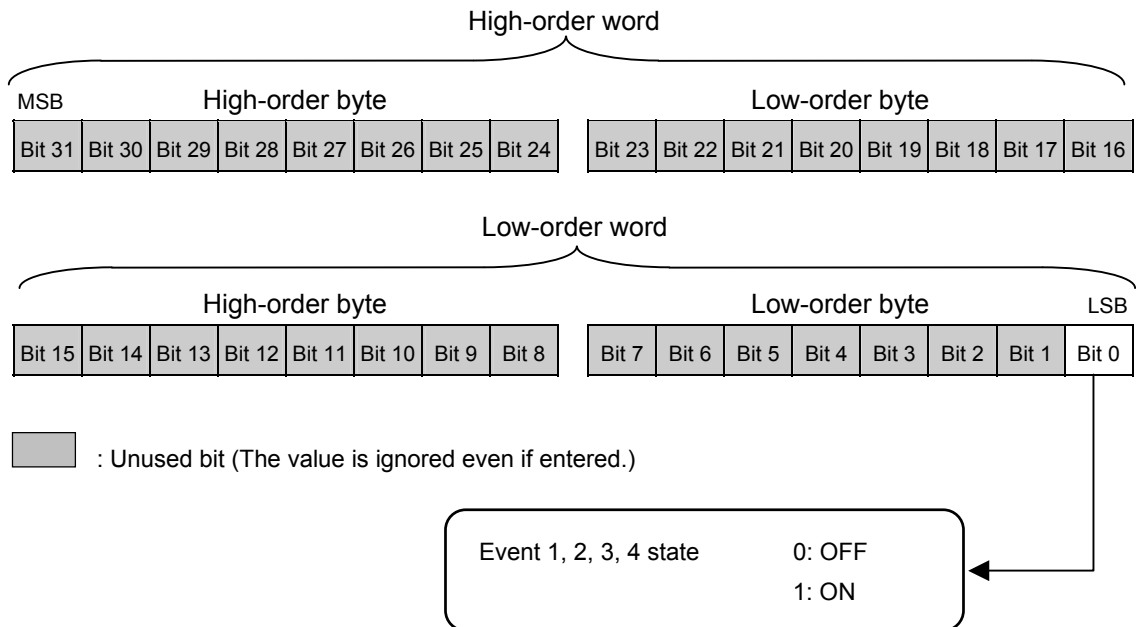 High-order word
MSB High-order byte Low-order byte
Bit 31 Bit 30 Bit 29 Bit 28 Bit 27 Bit 26 Bit 25 Bit 24 Bit 23 Bit 22 Bit 21 Bit 20 Bit 19 Bit 18 Bit 17 Bit 16
Low-order word
High-order byte Low-order byte LSB
Bit 15 Bit 14 Bit 13 Bit 12 Bit 11 Bit 10 Bit 9 Bit 8 Bit 7 Bit 6 Bit 5 Bit 4 Bit 3 Bit 2 Bit 1 Bit 0
: Unused bit (The value is ignored even if entered.)
Event 1, 2, 3, 4 state 0: OFF
1: ON